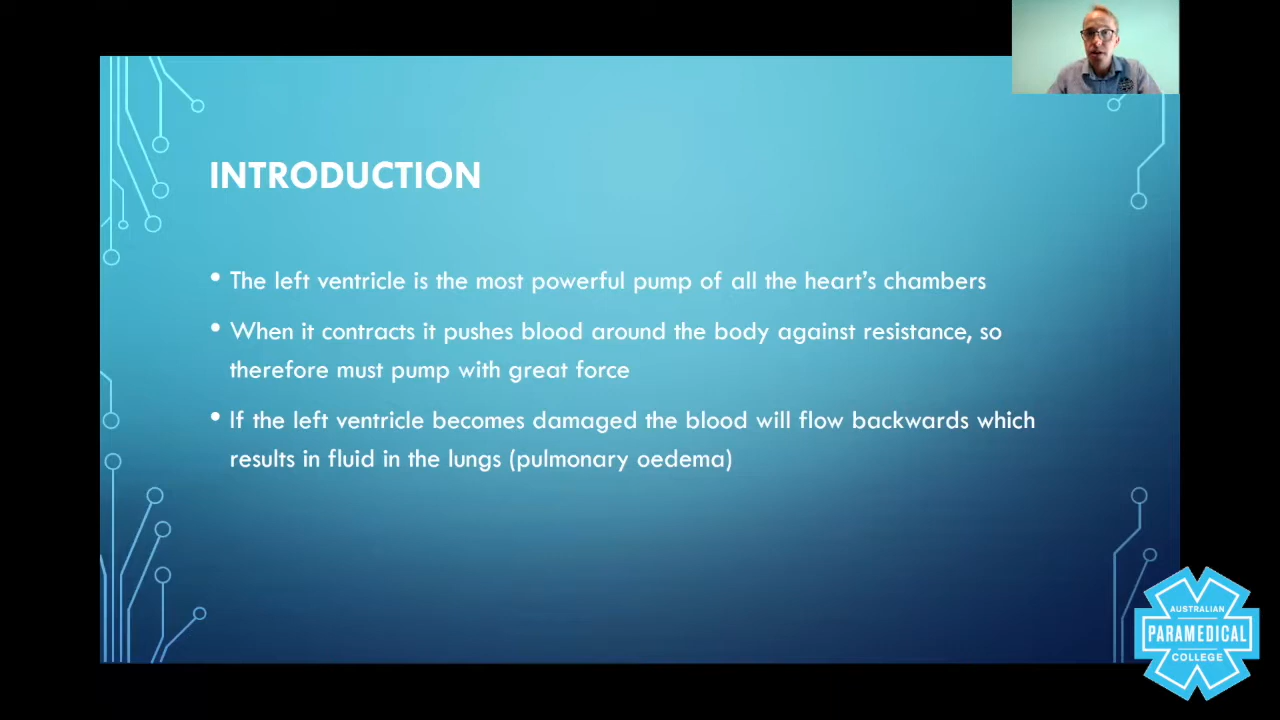 INTRODUCTION
• The left ventricle is the most powerful pump of all the heart's chambers
• When it contracts it pushes blood around the body against resistance, so
therefore must pump with great force
• If the left ventricle becomes damaged the blood will flow backwards which
results in fluid in the lungs (pulmonary oedema)
AUSTRALIAN
PARAMEDICAL
COLLEGE